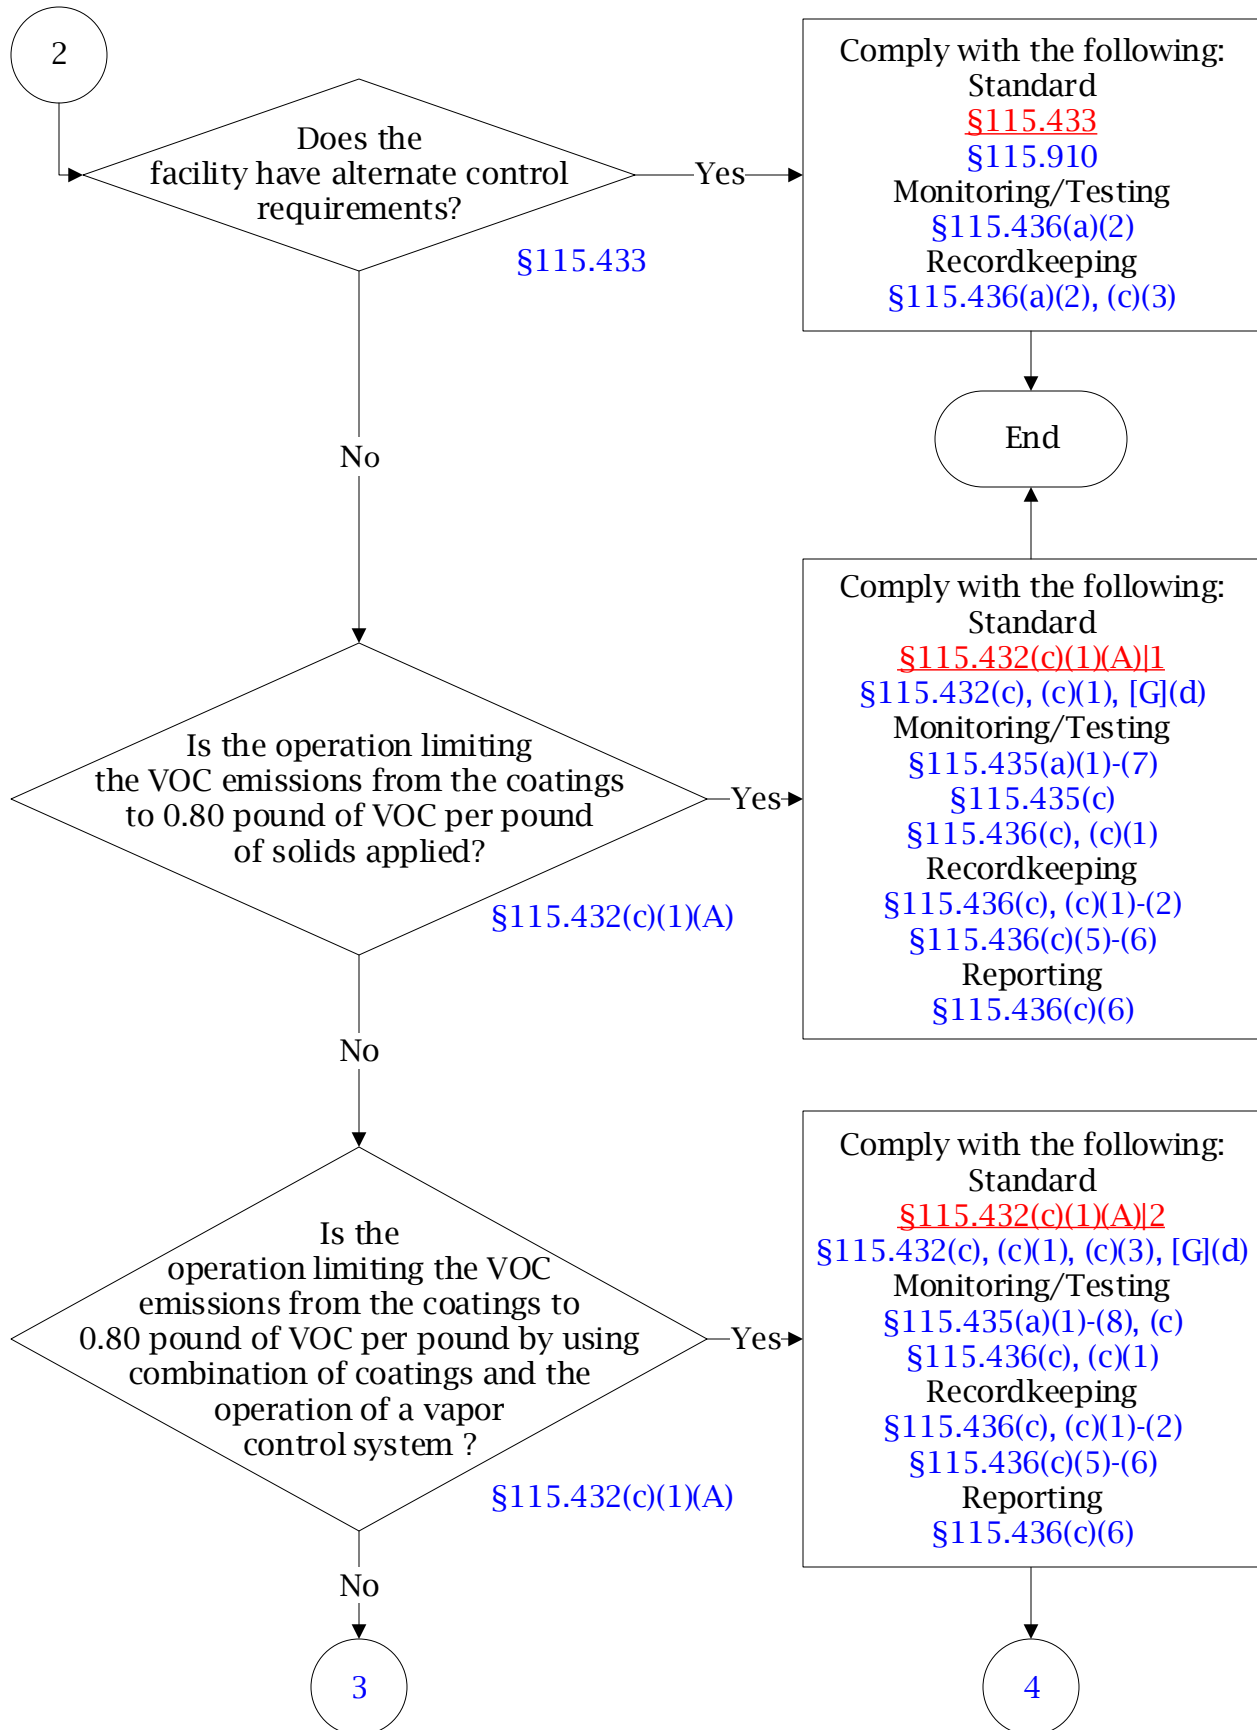 2
Does the
facility have alternate control
requirements?
§115.433
Yes
Comply with the following:
Standard
§115.433
§115.910
Monitoring/Testing
§115.436(a)(2)
Recordkeeping
§115.436(a)(2), (c)(3)
End
No
Is the operation limiting
the VOC emissions from the coatings
to 0.80 pound of VOC per pound
of solids applied?
§115.432(c)(1)(A)
Yes
Comply with the following:
Standard
§115.432(c)(1)(A)|1
§115.432(c), (c)(1), [G](d)
Monitoring/Testing
§115.435(a)(1)-(7)
§115.435(c)
§115.436(c), (c)(1)
Recordkeeping
§115.436(c), (c)(1)-(2)
§115.436(c)(5)-(6)
Reporting
§115.436(c)(6)
No
Is the
operation limiting the VOC
emissions from the coatings to
0.80 pound of VOC per pound by using
combination of coatings and the
operation of a vapor
control system ?
§115.432(c)(1)(A)
Yes
Comply with the following:
Standard
§115.432(c)(1)(A)|2
§115.432(c), (c)(1), (c)(3), [G](d)
Monitoring/Testing
§115.435(a)(1)-(8), (c)
§115.436(c), (c)(1)
Recordkeeping
§115.436(c), (c)(1)-(2)
§115.436(c)(5)-(6)
Reporting
§115.436(c)(6)
No
3
4